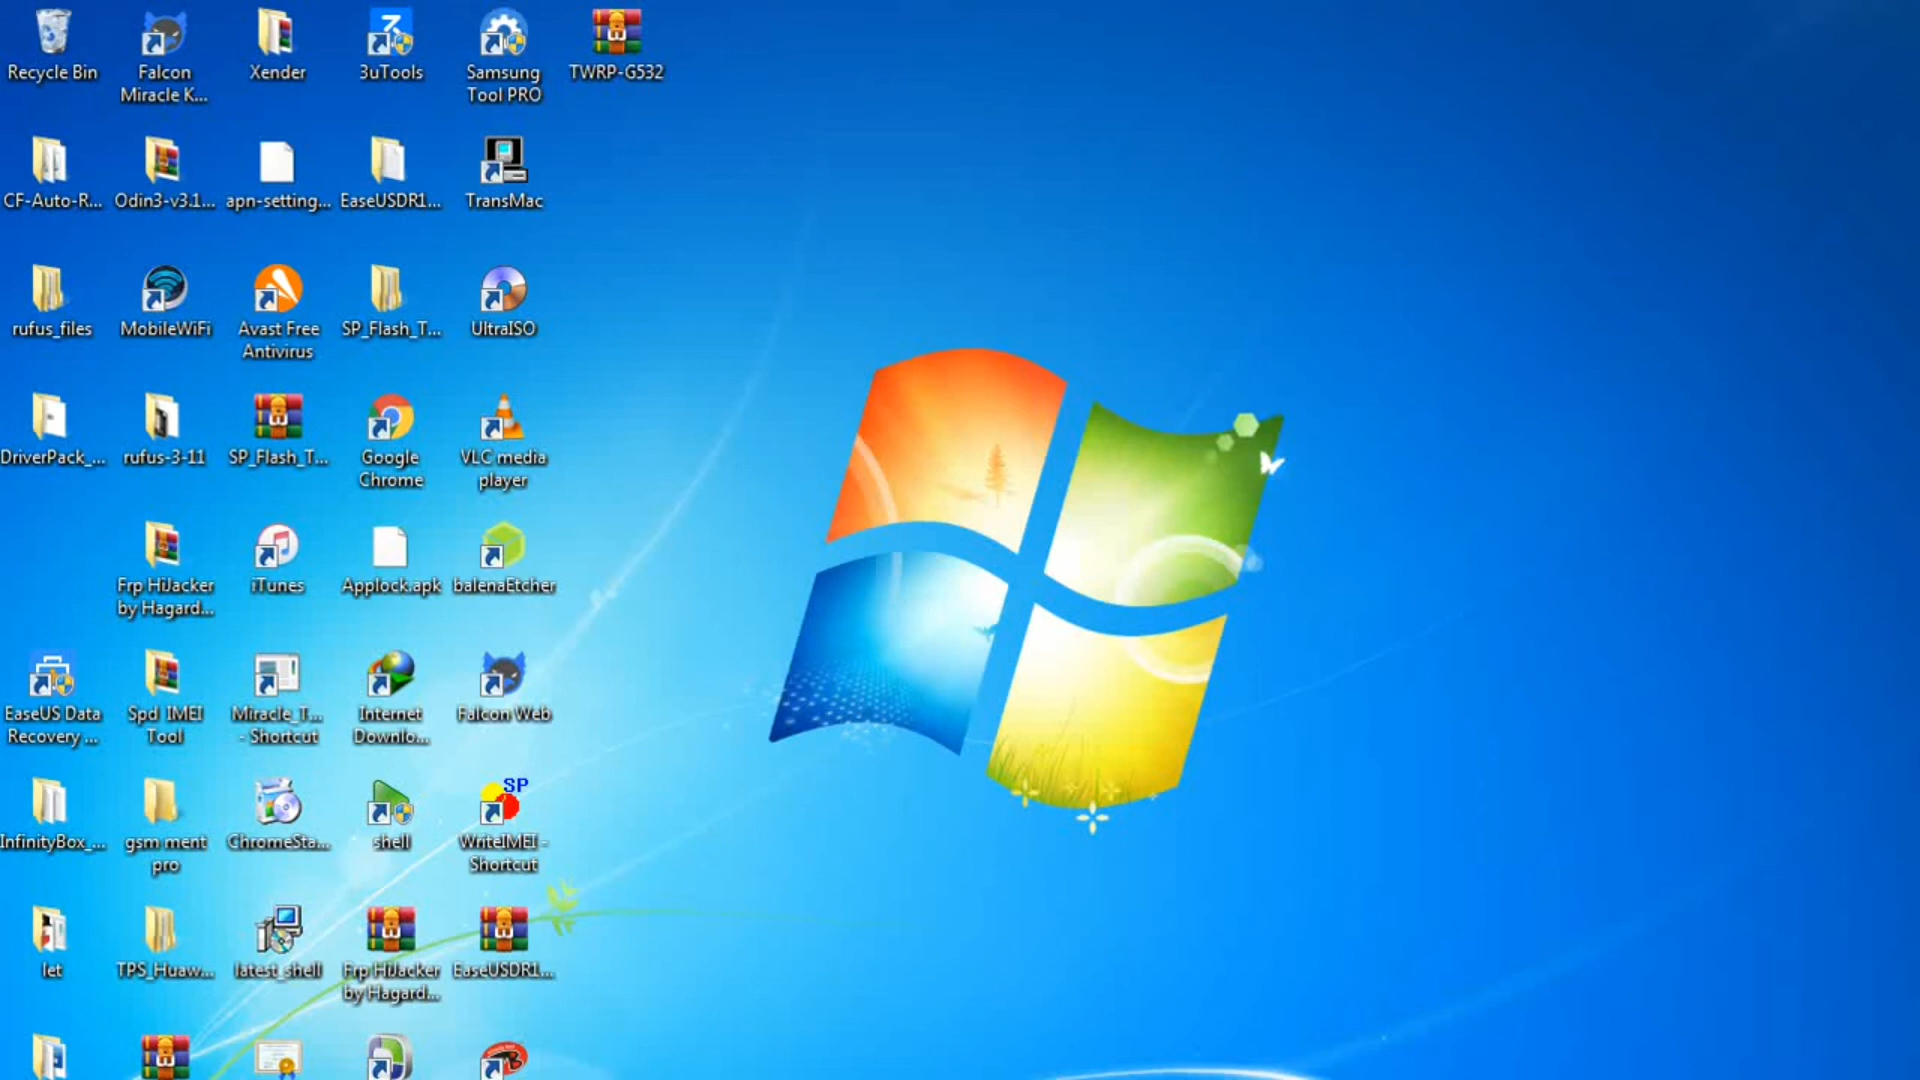 Recycle Bin
Falcon
Miracle K...
Xender
3uTools
Samsung
Tool PRO
TWRP-G532
CF-Auto-R...
Odin3-v3.1...
apn-setting...
EaseUSDR1...
TransMac
rufus_files
MobileWiFi
Avast Free
Antivirus
SP_Flash_T...
UltraISO
DriverPack_...
rufus-3-11
SP_Flash_T...
Google
Chrome
VLC media
player
Frp HiJacker
by Hagard...
iTunes
Applock.apk
balenaEtcher
EaseUS Data
Recovery ...
Spd IMEI
Tool
Miracle_T...
- Shortcut
Internet
Downlo...
Falcon Web
InfinityBox_...
gsm ment
pro
ChromeSta...
shell
SP
WriteIMEI -
Shortcut
let
TPS_Huaw...
latest_shell
Frp HiJacker
by Hagard...
EaseUSDR1...